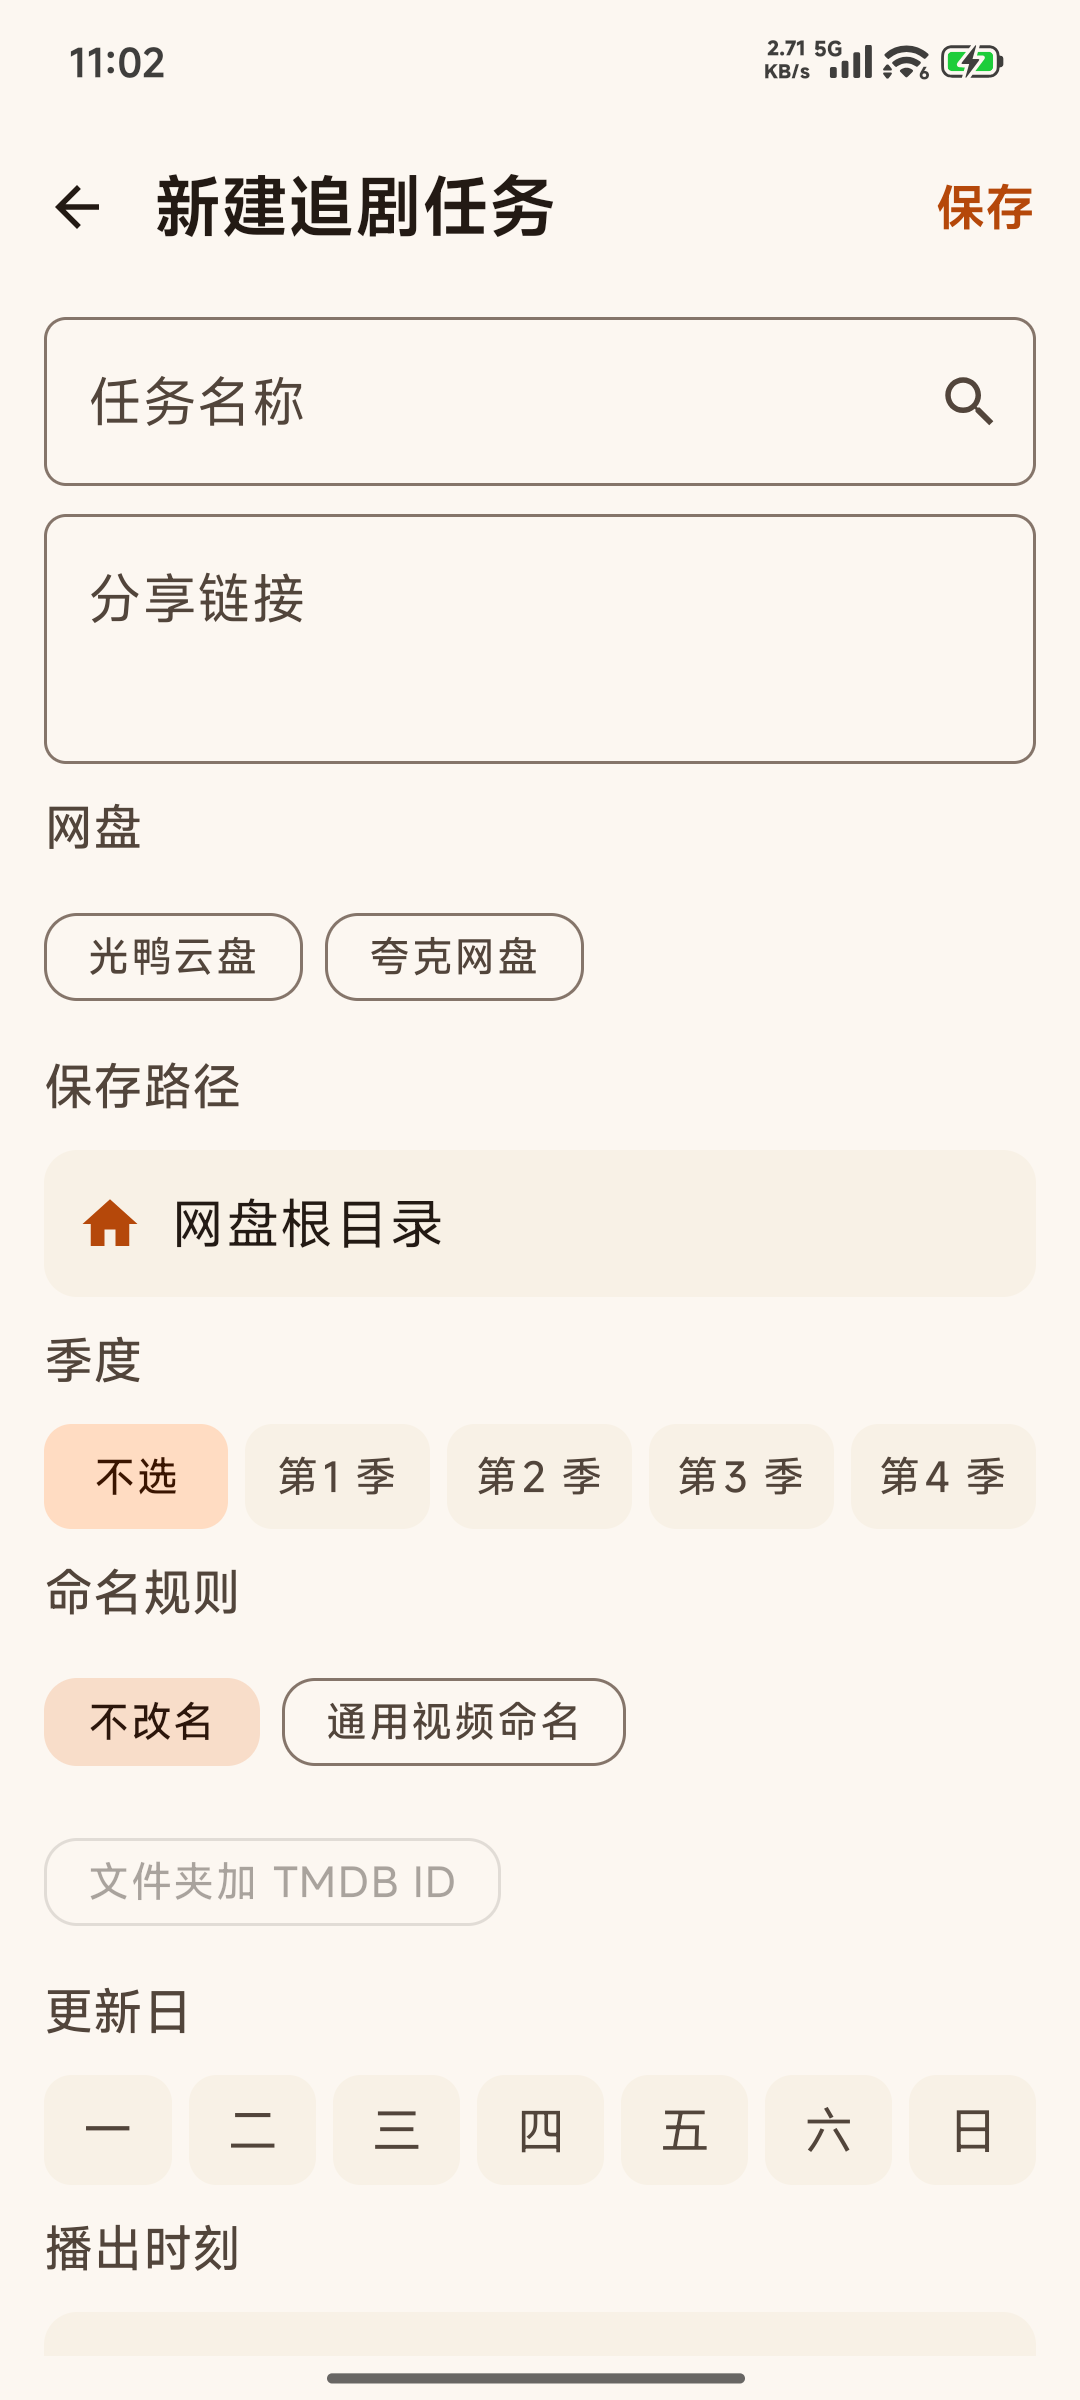 11:02
2.71 KB/s 5G 6
新建追剧任务 保存
任务名称
分享链接
网盘
光鸭云盘 夸克网盘
保存路径
网盘根目录
季度
不选 第1 季 第2 季 第3 季 第4 季
命名规则
不改名 通用视频命名
文件夹加 TMDB ID
更新日
一 二 三 四 五 六 日
播出时刻